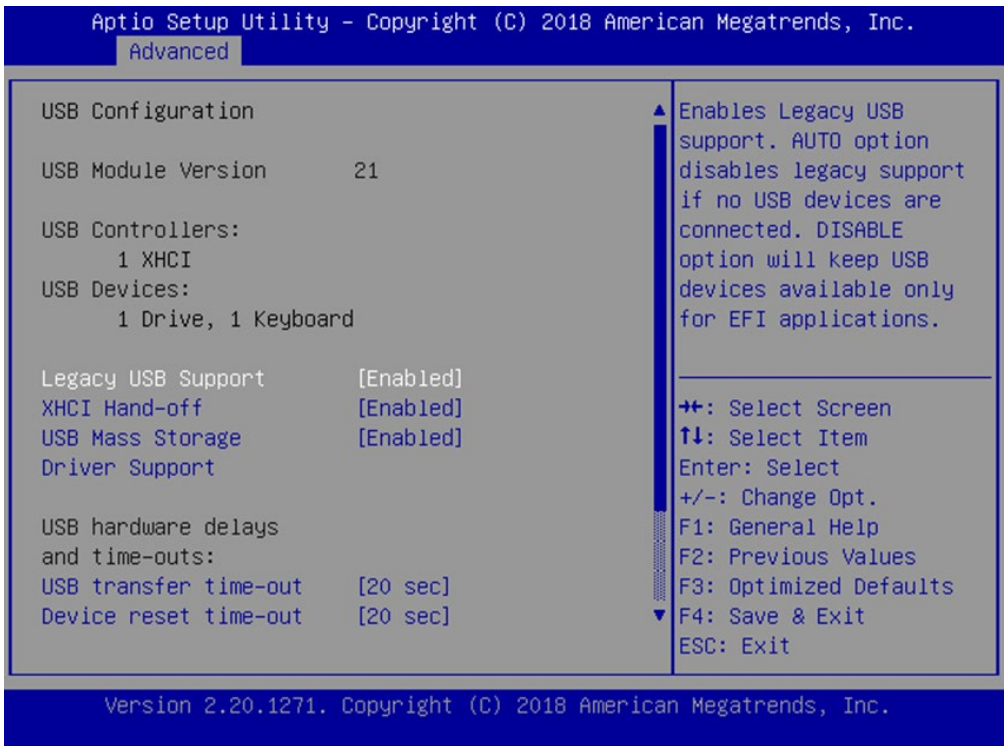 Aptio Setup Utility – Copyright (C) 2018 American Megatrends, Inc.
Advanced
USB Configuration
USB Module Version 21
USB Controllers:
1 XHCI
USB Devices:
1 Drive, 1 Keyboard
Legacy USB Support [Enabled]
XHCI Hand-off [Enabled]
USB Mass Storage [Enabled]
Driver Support
USB hardware delays
and time-outs:
USB transfer time-out [20 sec]
Device reset time-out [20 sec]
Enables Legacy USB
support. AUTO option
disables legacy support
if no USB devices are
connected. DISABLE
option will keep USB
devices available only
for EFI applications.
→←: Select Screen
↑↓: Select Item
Enter: Select
+/-: Change Opt.
F1: General Help
F2: Previous Values
F3: Optimized Defaults
F4: Save & Exit
ESC: Exit
Version 2.20.1271. Copyright (C) 2018 American Megatrends, Inc.